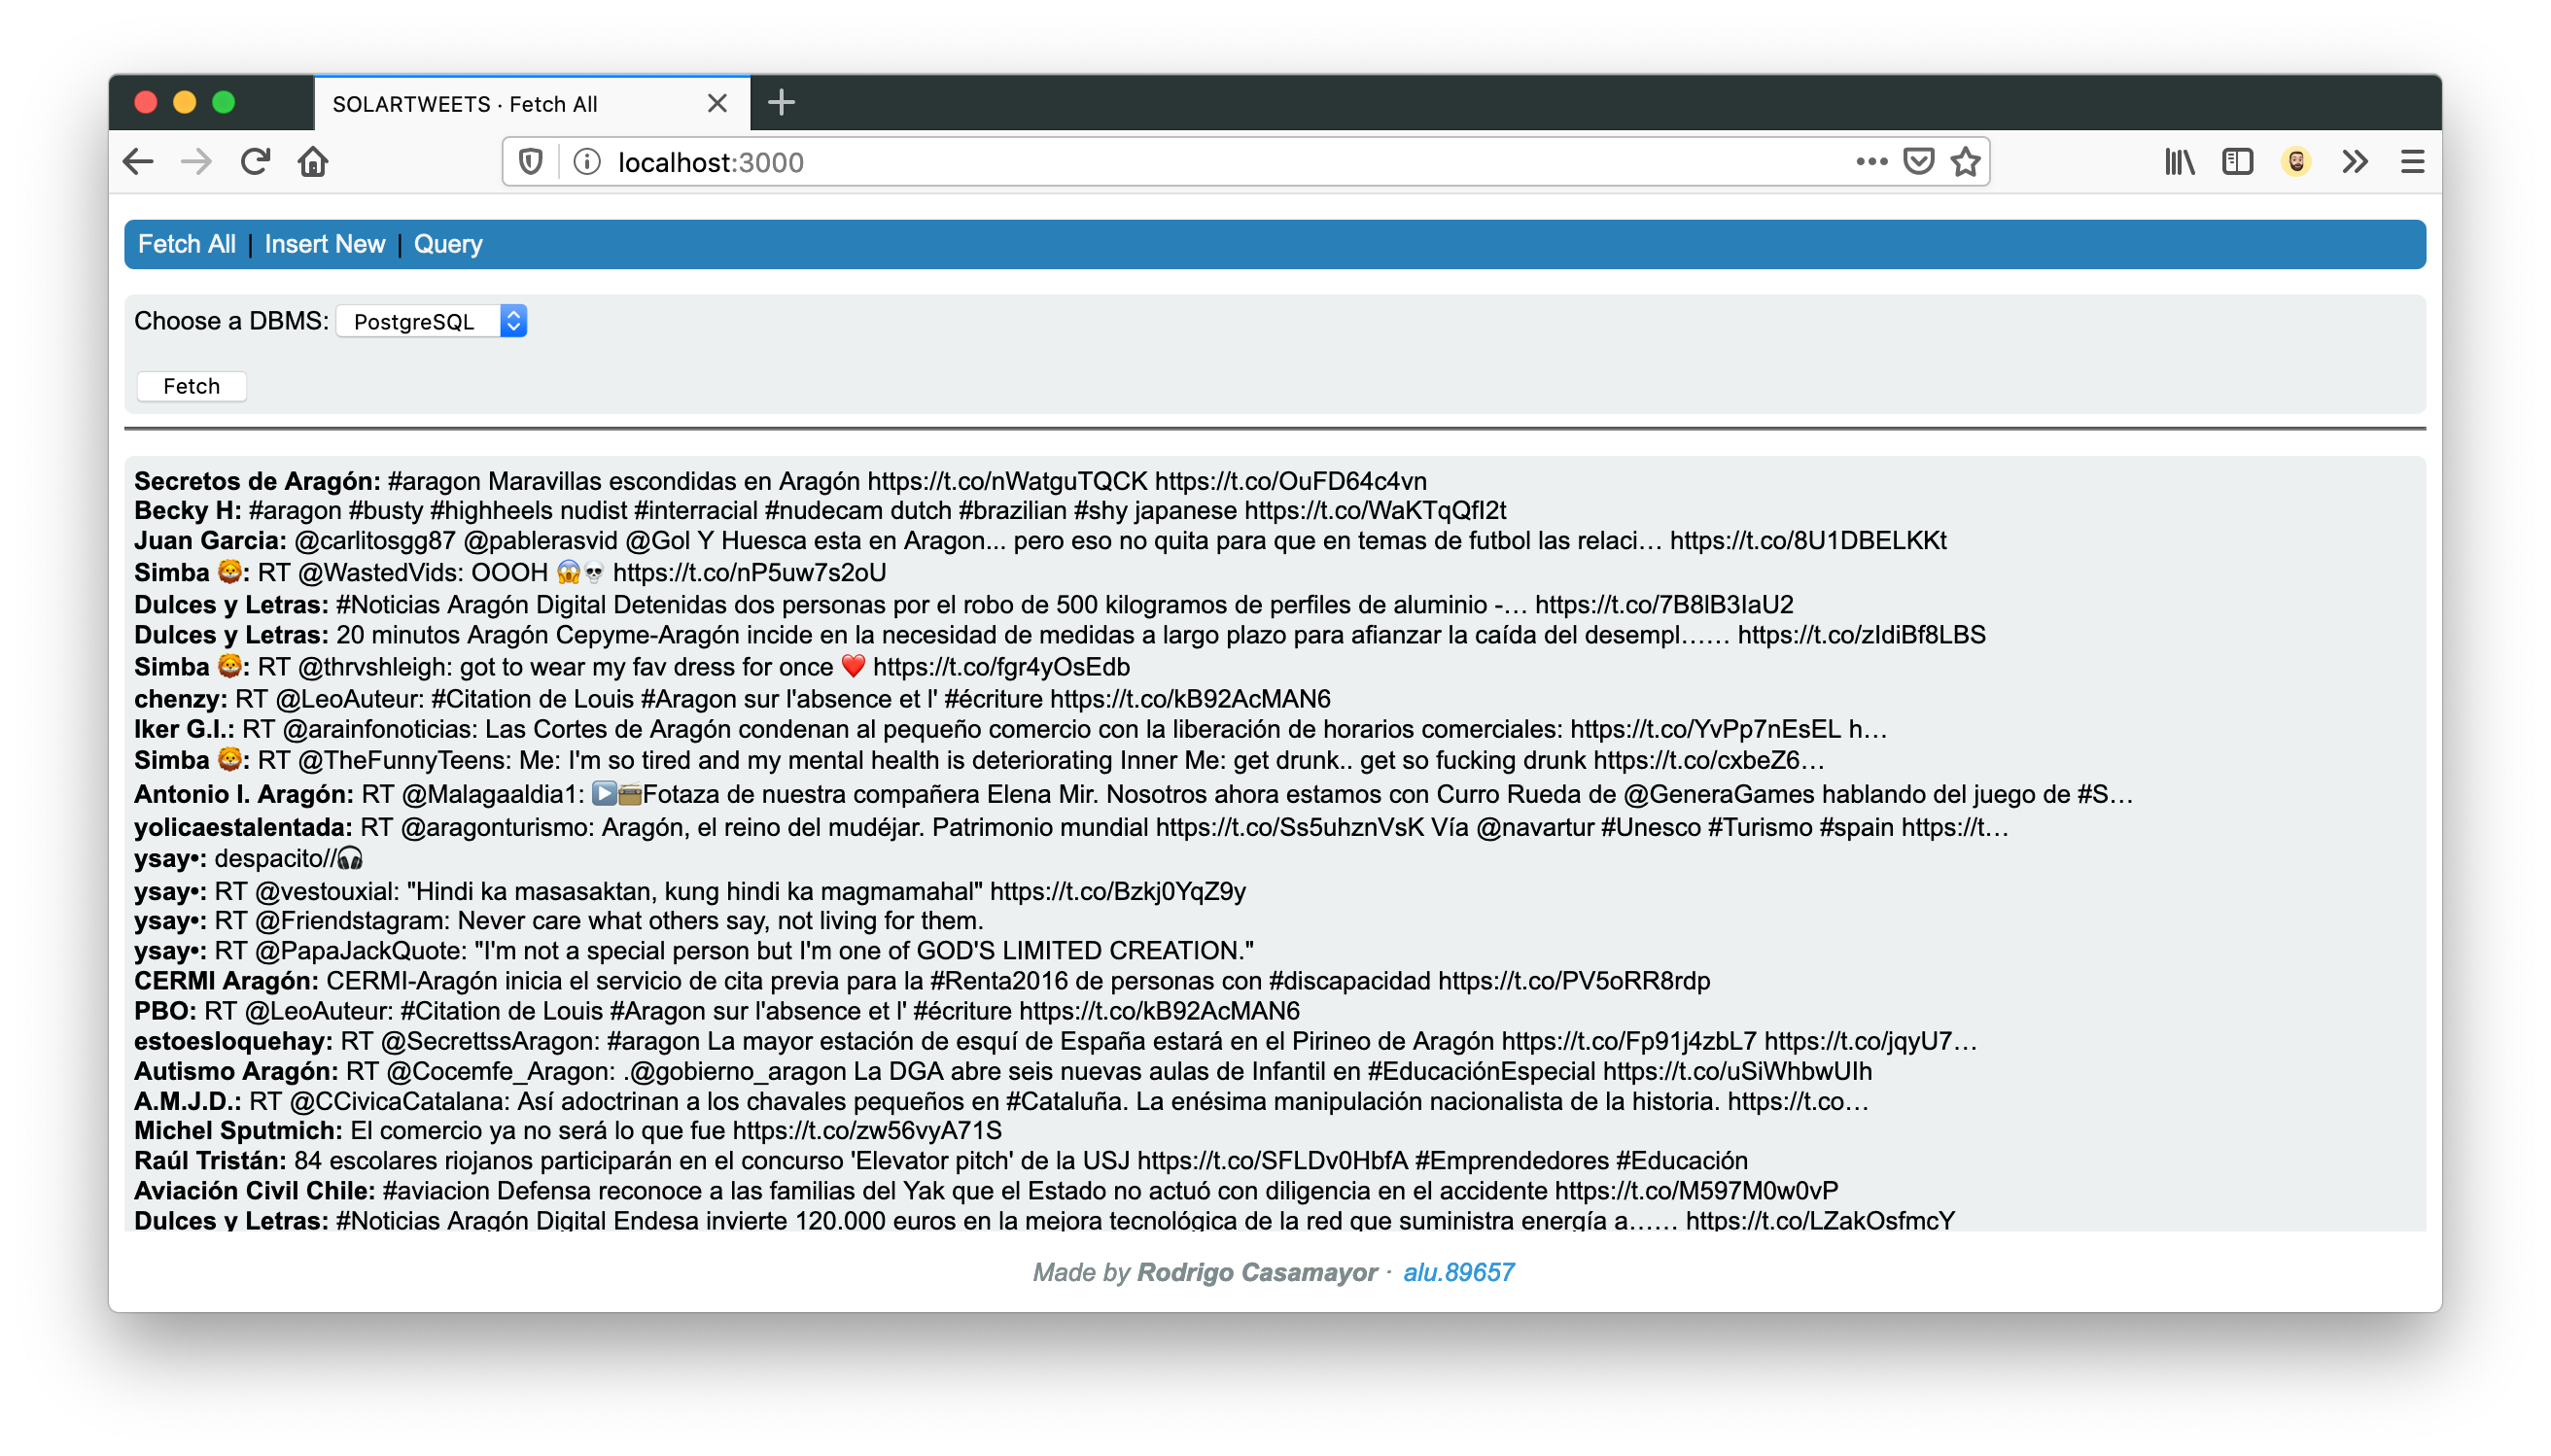 SOLARTWEETS · Fetch All
localhost:3000
Fetch All | Insert New | Query
Choose a DBMS: PostgreSQL
Fetch
Secretos de Aragón: #aragon Maravillas escondidas en Aragón https://t.co/nWatguTQCK https://t.co/OuFD64c4vn
Becky H: #aragon #busty #highheels nudist #interracial #nudecam dutch #brazilian #shy japanese https://t.co/WaKTqQfI2t
Juan Garcia: @carlitosgg87 @pablerasvid @Gol Y Huesca esta en Aragon... pero eso no quita para que en temas de futbol las relaci… https://t.co/8U1DBELKKt
Simba 🦁: RT @WastedVids: OOOH 😱💀 https://t.co/nP5uw7s2oU
Dulces y Letras: #Noticias Aragón Digital Detenidas dos personas por el robo de 500 kilogramos de perfiles de aluminio -… https://t.co/7B8lB3IaU2
Dulces y Letras: 20 minutos Aragón Cepyme-Aragón incide en la necesidad de medidas a largo plazo para afianzar la caída del desempl…… https://t.co/zIdiBf8LBS
Simba 🦁: RT @thrvshleigh: got to wear my fav dress for once ❤️ https://t.co/fgr4yOsEdb
chenzy: RT @LeoAuteur: #Citation de Louis #Aragon sur l'absence et l' #écriture https://t.co/kB92AcMAN6
Iker G.I.: RT @arainfonoticias: Las Cortes de Aragón condenan al pequeño comercio con la liberación de horarios comerciales: https://t.co/YvPp7nEsEL h…
Simba 🦁: RT @TheFunnyTeens: Me: I'm so tired and my mental health is deteriorating Inner Me: get drunk.. get so fucking drunk https://t.co/cxbeZ6…
Antonio I. Aragón: RT @Malagaaldia1: ▶️📻Fotaza de nuestra compañera Elena Mir. Nosotros ahora estamos con Curro Rueda de @GeneraGames hablando del juego de #S…
yolicaestalentada: RT @aragonturismo: Aragón, el reino del mudéjar. Patrimonio mundial https://t.co/Ss5uhznVsK Vía @navartur #Unesco #Turismo #spain https://t…
ysay•: despacito//🎧
ysay•: RT @vestouxial: "Hindi ka masasaktan, kung hindi ka magmamahal" https://t.co/Bzkj0YqZ9y
ysay•: RT @Friendstagram: Never care what others say, not living for them.
ysay•: RT @PapaJackQuote: "I'm not a special person but I'm one of GOD'S LIMITED CREATION."
CERMI Aragón: CERMI-Aragón inicia el servicio de cita previa para la #Renta2016 de personas con #discapacidad https://t.co/PV5oRR8rdp
PBO: RT @LeoAuteur: #Citation de Louis #Aragon sur l'absence et l' #écriture https://t.co/kB92AcMAN6
estoesloquehay: RT @SecrettssAragon: #aragon La mayor estación de esquí de España estará en el Pirineo de Aragón https://t.co/Fp91j4zbL7 https://t.co/jqyU7…
Autismo Aragón: RT @Cocemfe_Aragon: .@gobierno_aragon La DGA abre seis nuevas aulas de Infantil en #EducaciónEspecial https://t.co/uSiWhbwUIh
A.M.J.D.: RT @CCivicaCatalana: Así adoctrinan a los chavales pequeños en #Cataluña. La enésima manipulación nacionalista de la historia. https://t.co…
Michel Sputmich: El comercio ya no será lo que fue https://t.co/zw56vyA71S
Raúl Tristán: 84 escolares riojanos participarán en el concurso 'Elevator pitch' de la USJ https://t.co/SFLDv0HbfA #Emprendedores #Educación
Aviación Civil Chile: #aviacion Defensa reconoce a las familias del Yak que el Estado no actuó con diligencia en el accidente https://t.co/M597M0w0vP
Dulces y Letras: #Noticias Aragón Digital Endesa invierte 120.000 euros en la mejora tecnológica de la red que suministra energía a…… https://t.co/LZakOsfmcY
Made by Rodrigo Casamayor · alu.89657